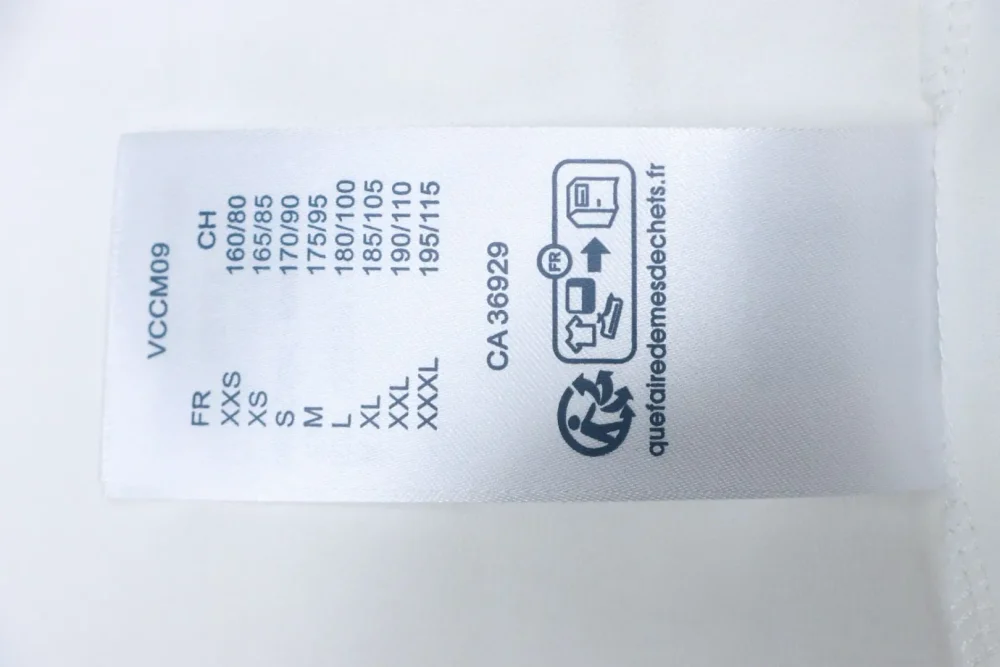 VCCM09
FR CH
XXS 160/80
XS 165/85
S 170/90
M 175/95
L 180/100
XL 185/105
XXL 190/110
XXXL 195/115
CA 36929
FR
quefairedemesdechets.fr